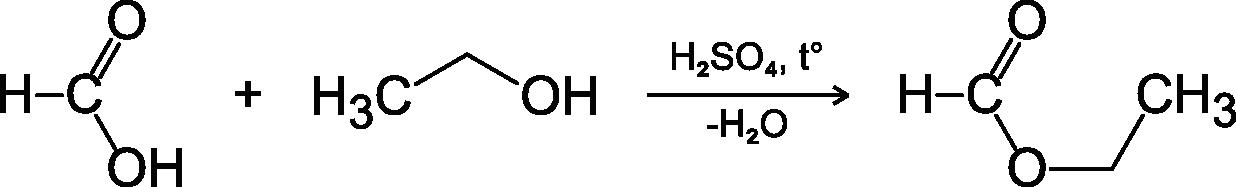 O
H C
OH
+
H₃C OH
H₂SO₄, t°
-H₂O
O
H C CH₃
O